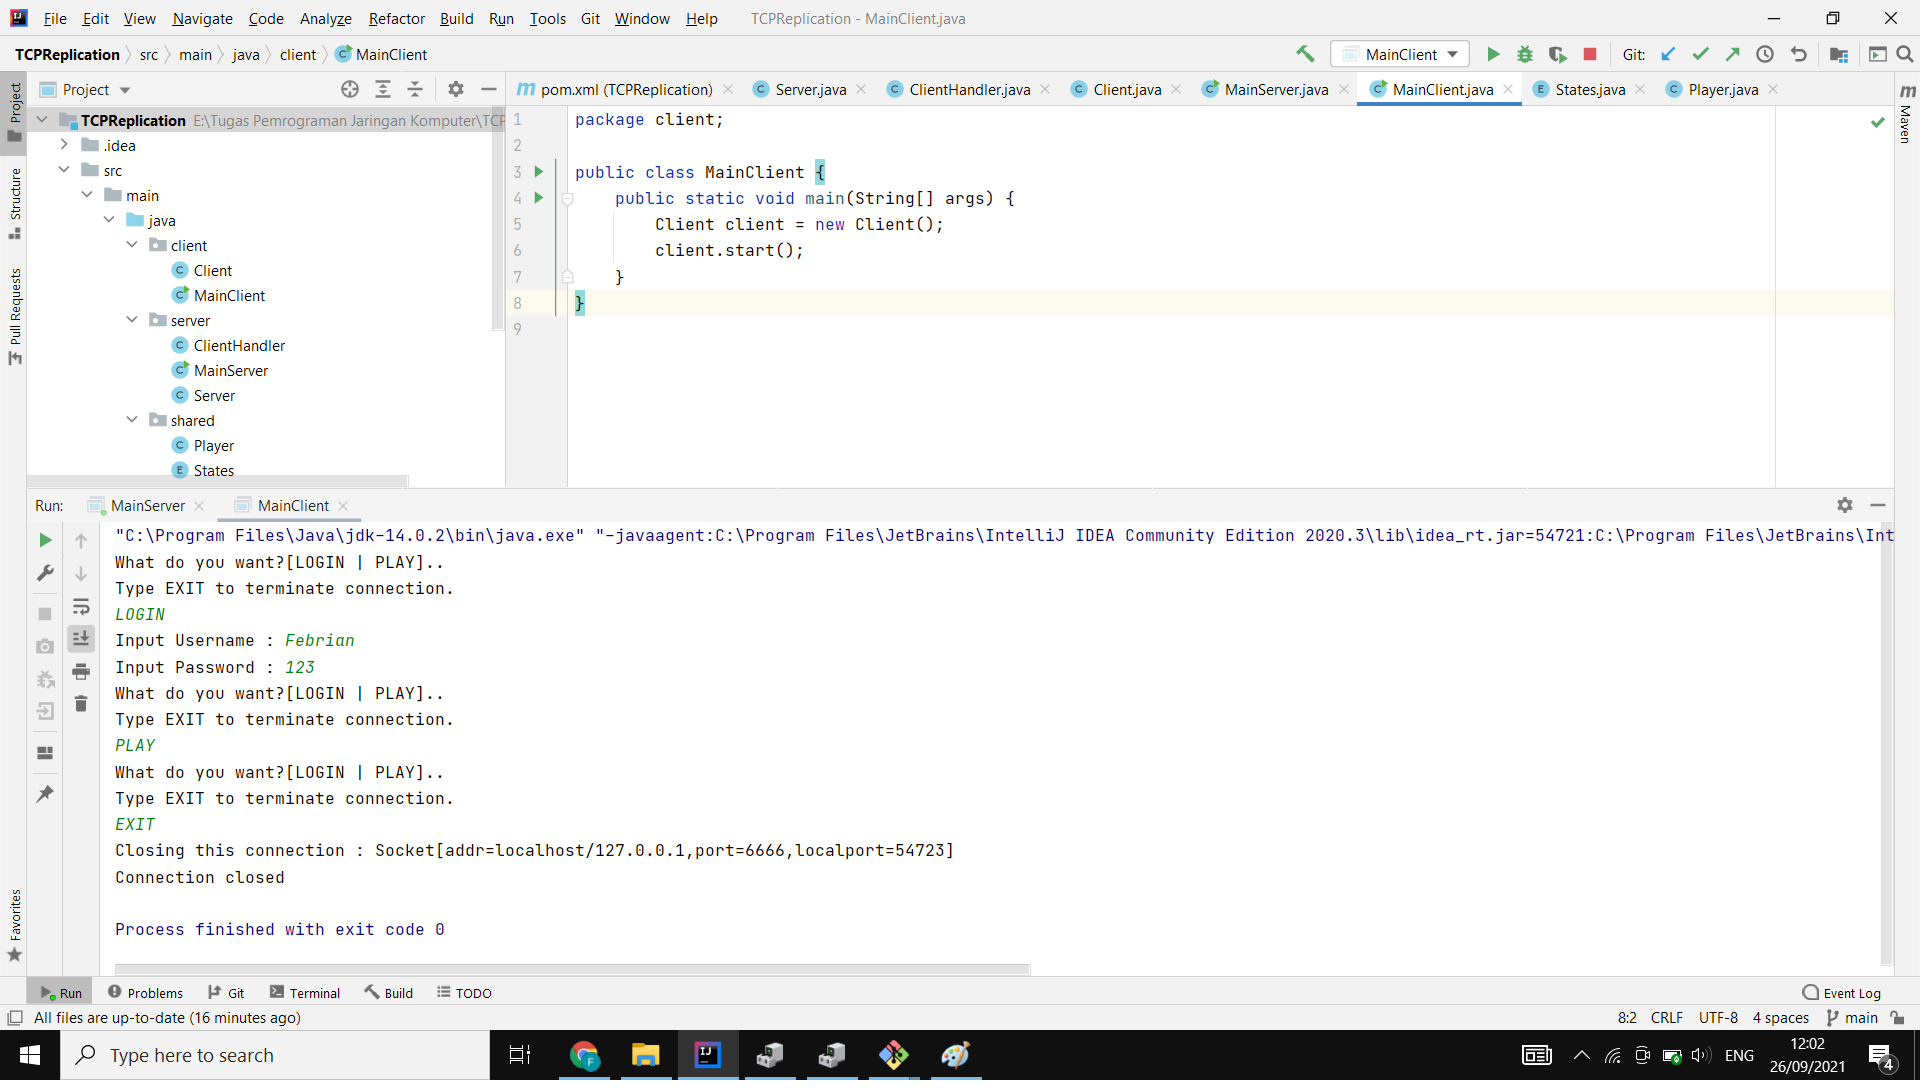 File Edit View Navigate Code Analyze Refactor Build Run Tools Git Window Help TCPReplication - MainClient.java
TCPReplication src main java client MainClient MainClient Git:
Project pom.xml (TCPReplication) Server.java ClientHandler.java Client.java MainServer.java MainClient.java States.java Player.java
Project
Structure
Pull Requests
Favorites
Maven
TCPReplication E:\Tugas Pemrograman Jaringan Komputer\TCP
.idea
src
main
java
client
Client
MainClient
server
ClientHandler
MainServer
Server
shared
Player
States
1 package client;
2
3 public class MainClient {
4 public static void main(String[] args) {
5 Client client = new Client();
6 client.start();
7 }
8 }
9
Run: MainServer MainClient
"C:\Program Files\Java\jdk-14.0.2\bin\java.exe" "-javaagent:C:\Program Files\JetBrains\IntelliJ IDEA Community Edition 2020.3\lib\idea_rt.jar=54721:C:\Program Files\JetBrains\Int
What do you want?[LOGIN | PLAY]..
Type EXIT to terminate connection.
LOGIN
Input Username : Febrian
Input Password : 123
What do you want?[LOGIN | PLAY]..
Type EXIT to terminate connection.
PLAY
What do you want?[LOGIN | PLAY]..
Type EXIT to terminate connection.
EXIT
Closing this connection : Socket[addr=localhost/127.0.0.1,port=6666,localport=54723]
Connection closed
Process finished with exit code 0
Run Problems Git Terminal Build TODO Event Log
All files are up-to-date (16 minutes ago) 8:2 CRLF UTF-8 4 spaces main
Type here to search ENG 12:02
26/09/2021
4